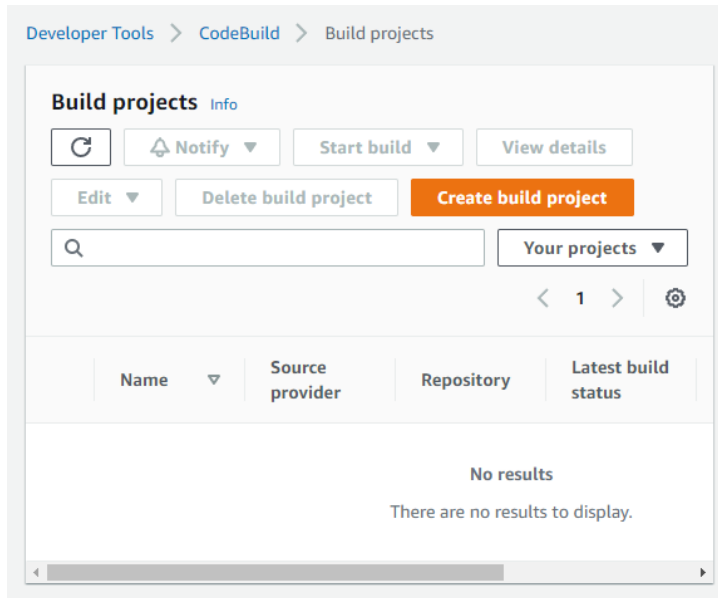 Developer Tools > CodeBuild > Build projects
Build projects Info
Notify Start build View details
Edit Delete build project Create build project
Your projects
1
Name Source provider Repository Latest build status
No results
There are no results to display.